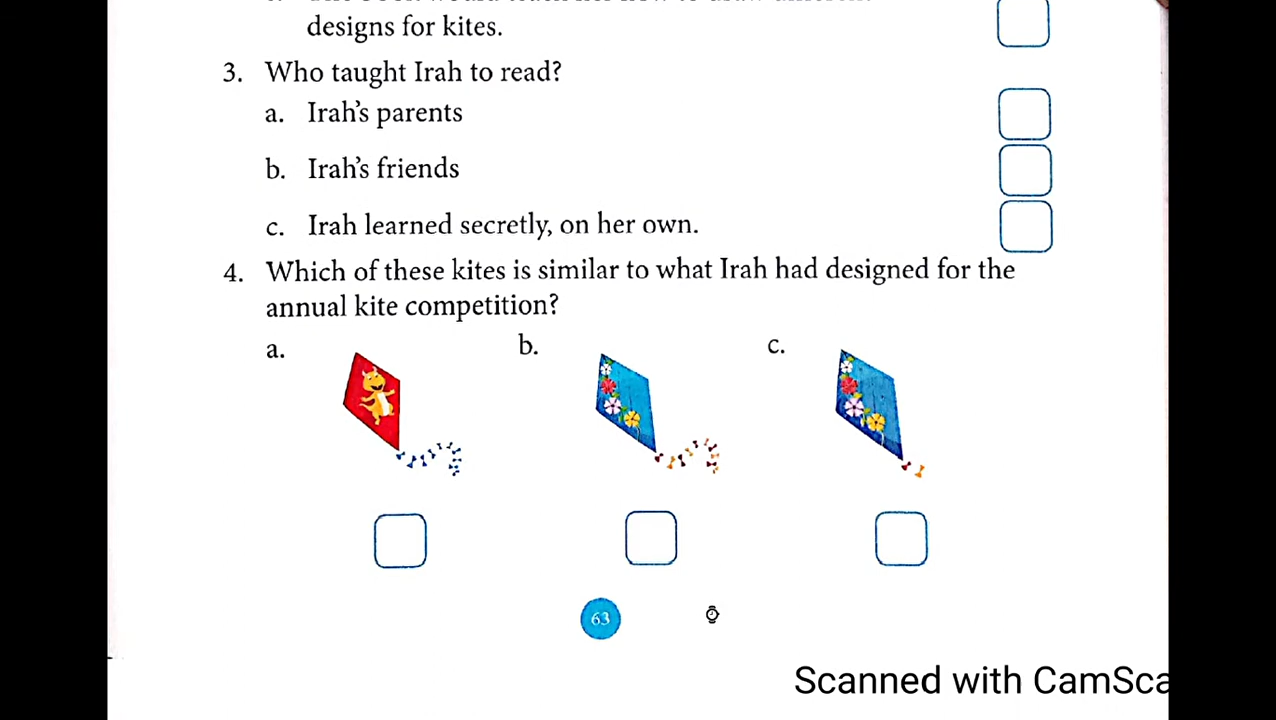 designs for kites.
3. Who taught Irah to read?
a. Irah's parents
b. Irah's friends
c. Irah learned secretly, on her own.
4. Which of these kites is similar to what Irah had designed for the
annual kite competition?
a. b. c.
63
Scanned with CamSca